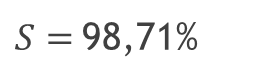 S = 98,71%